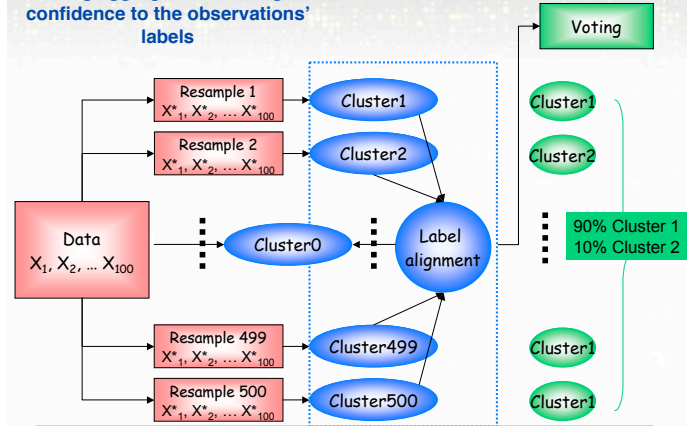 confidence to the observations'
labels
Voting
Resample 1
X*1, X*2, ... X*100
Cluster1
Cluster1
Resample 2
X*1, X*2, ... X*100
Cluster2
Cluster2
Data
X1, X2, ... X100
Cluster0
Label
alignment
90% Cluster 1
10% Cluster 2
Resample 499
X*1, X*2, ... X*100
Cluster499
Cluster1
Resample 500
X*1, X*2, ... X*100
Cluster500
Cluster1